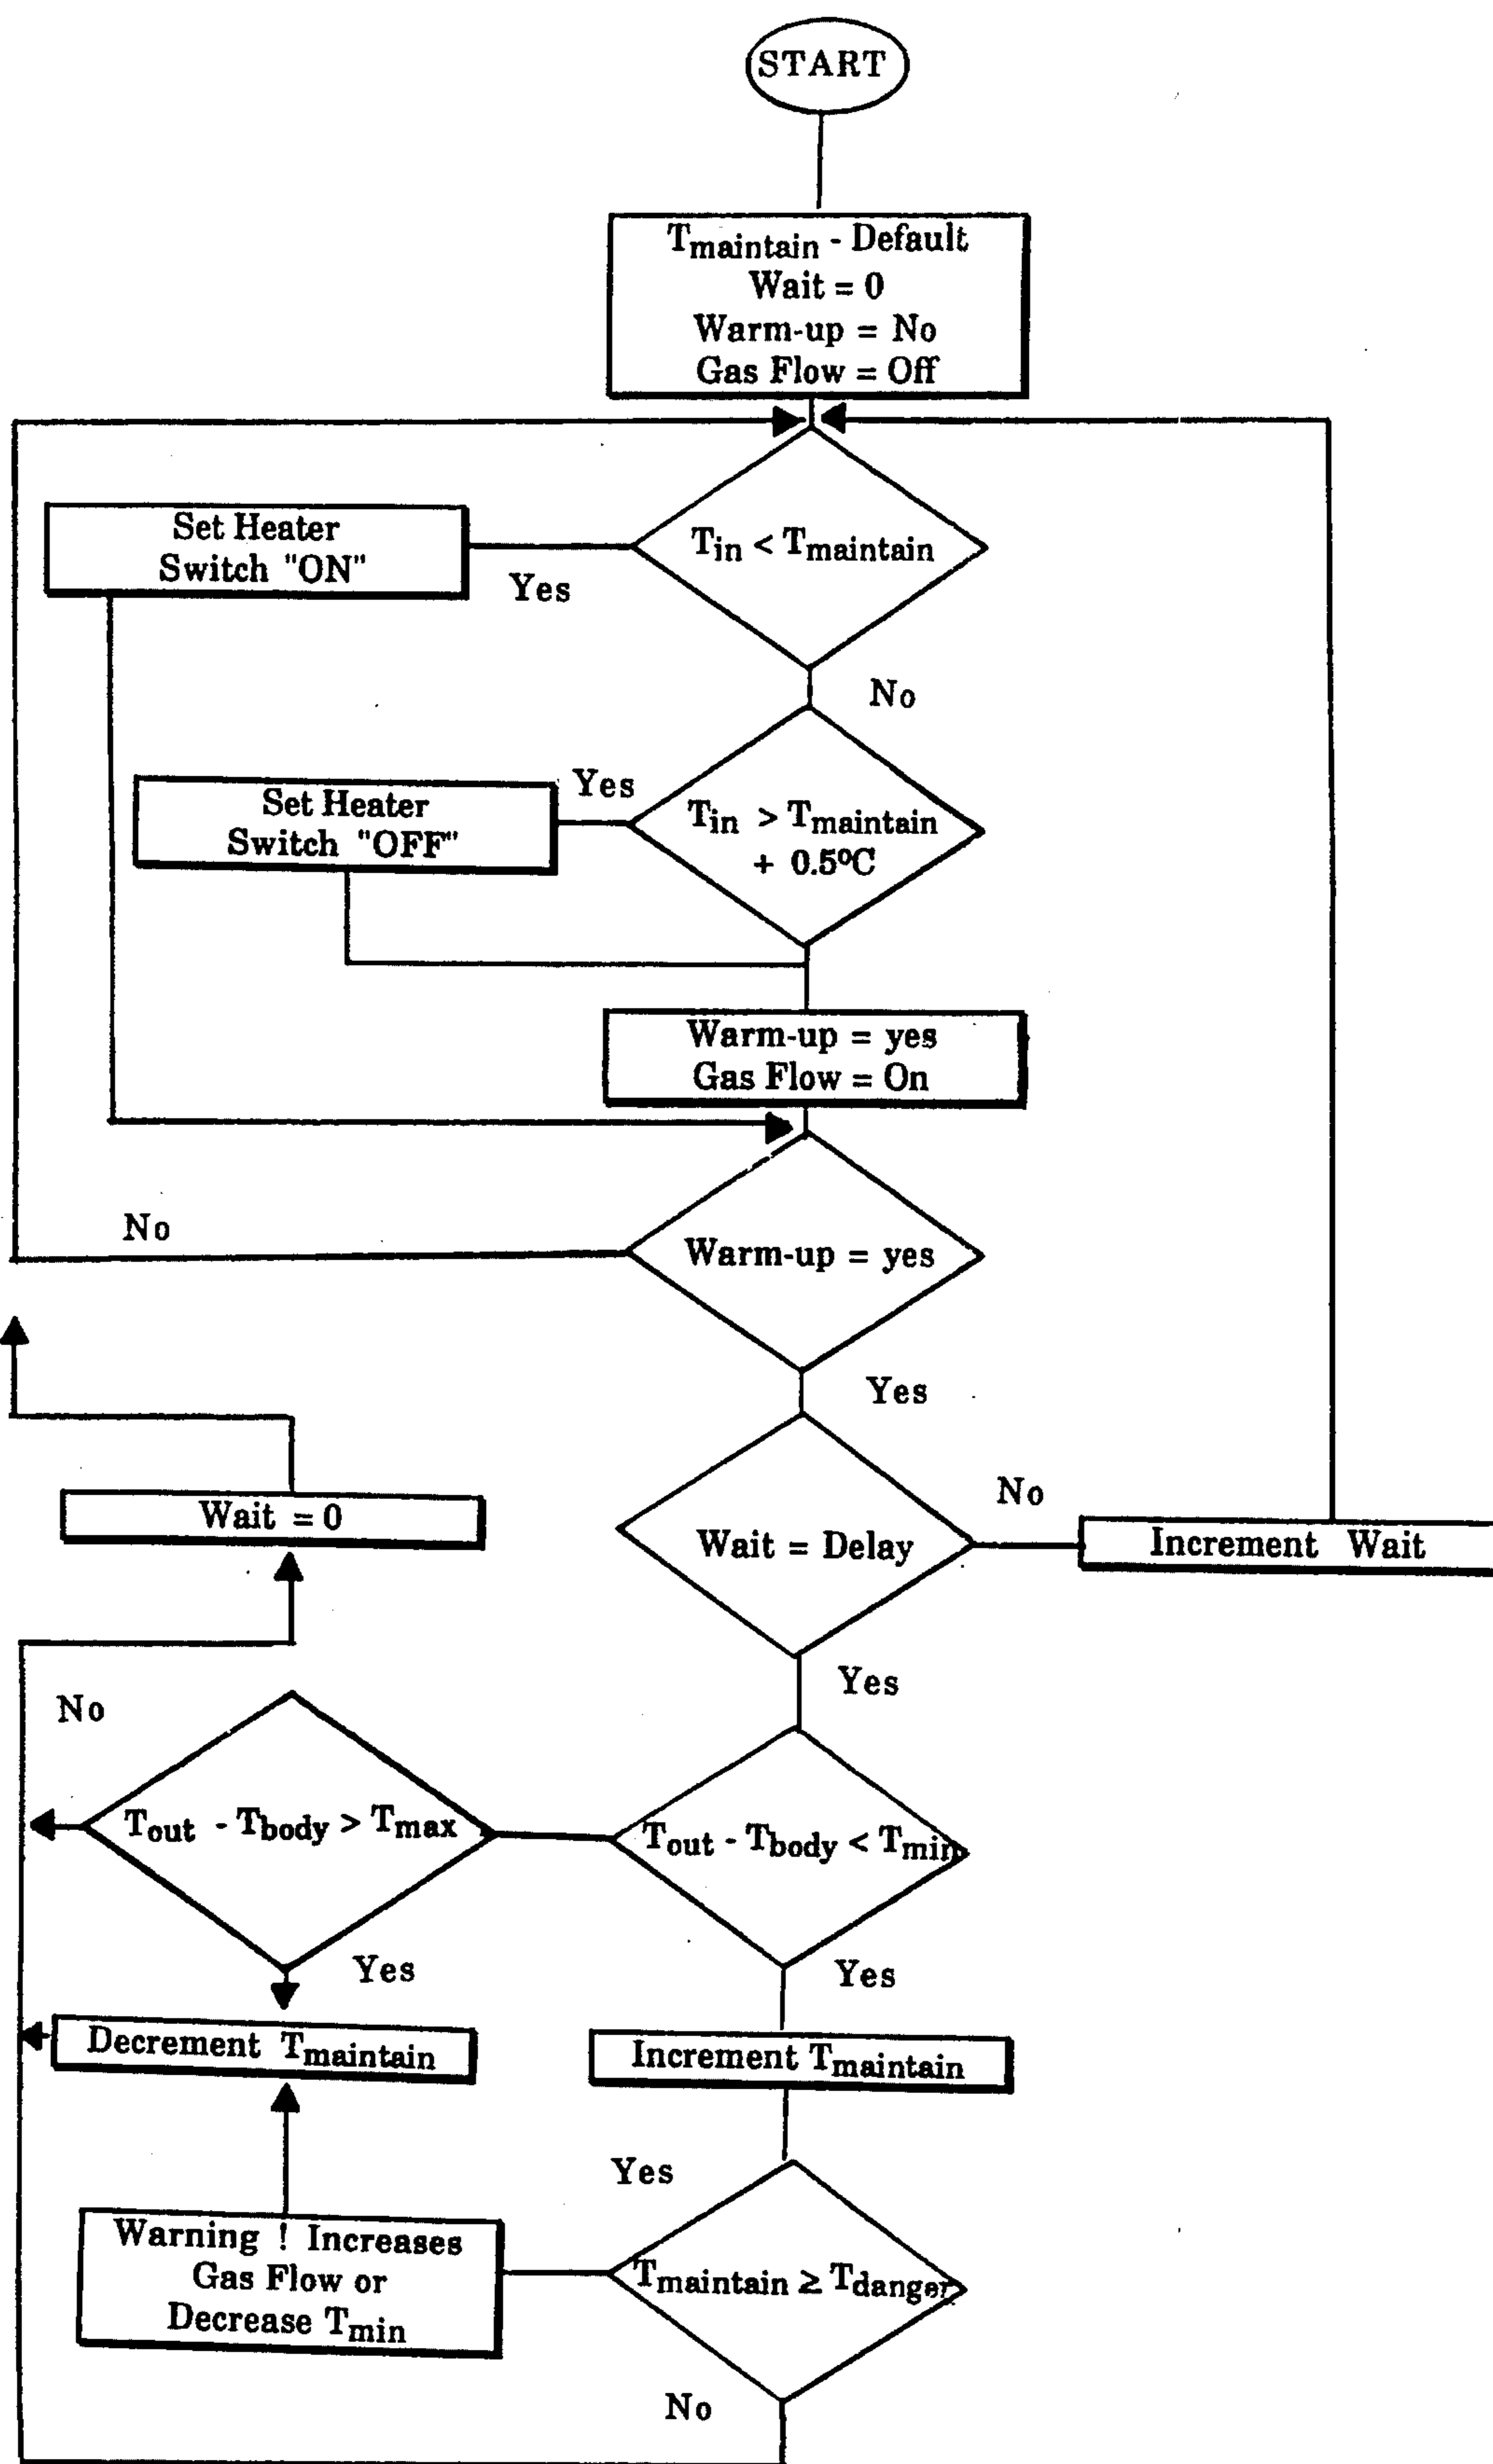 START
Tmaintain - Default
Wait = 0
Warm-up = No
Gas Flow = Off
Set Heater
Switch "ON"
Yes
Tin < Tmaintain
No
Set Heater
Switch "OFF"
Yes
Tin > Tmaintain
+ 0.5ºC
Warm-up = yes
Gas Flow = On
No
Warm-up = yes
Yes
Wait = 0
Wait = Delay
No
Increment Wait
Yes
No
Tout - Tbody > Tmax
Tout - Tbody < Tmin
Yes
Yes
Decrement Tmaintain
Increment Tmaintain
Yes
Warning ! Increases
Gas Flow or
Decrease Tmin
Tmaintain ≥ Tdanger
No